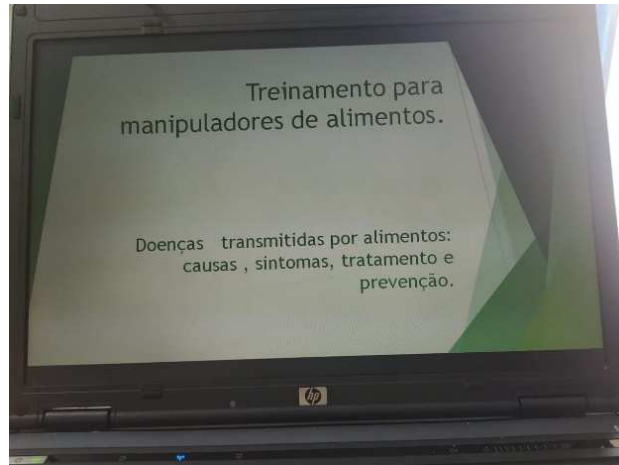 Treinamento para
manipuladores de alimentos.
Doenças transmitidas por alimentos:
causas , sintomas, tratamento e
prevenção.
hp